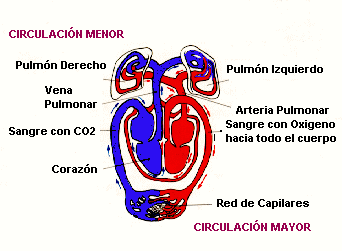 CIRCULACIÓN MENOR
Pulmón Derecho
Pulmón Izquierdo
Vena
Pulmonar
Arteria Pulmonar
Sangre con CO2
Sangre con Oxigeno
hacia todo el cuerpo
Corazón
Red de Capilares
CIRCULACIÓN MAYOR